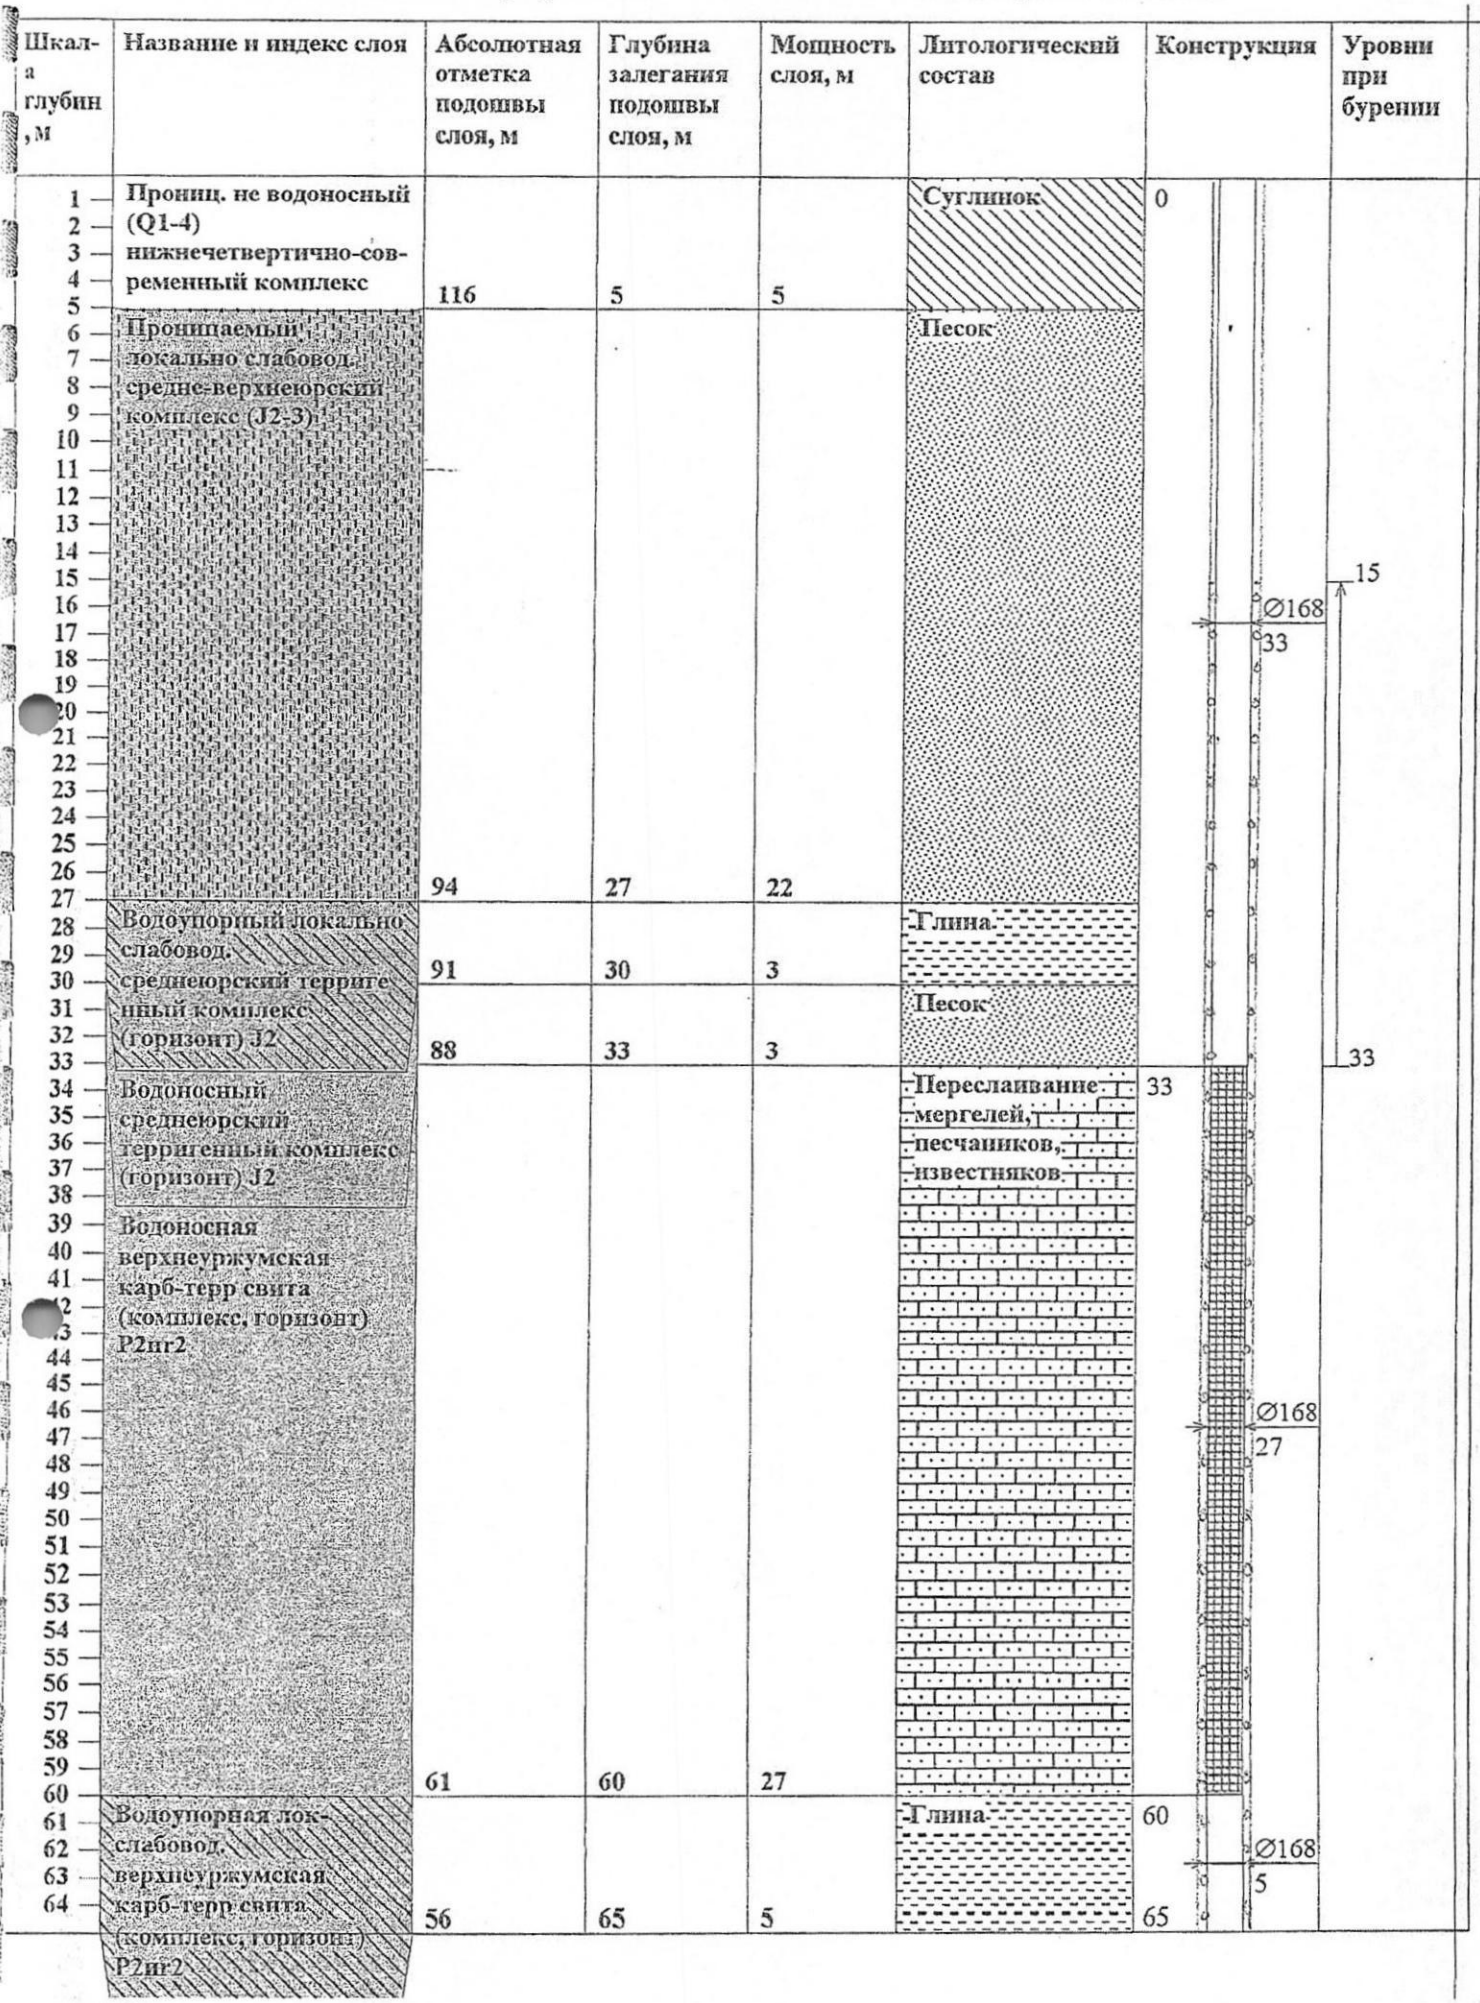 Шкал-
а
глубин
, м
Название и индекс слоя
Абсолютная
отметка
подошвы
слоя, м
Глубина
залегания
подошвы
слоя, м
Мощность
слоя, м
Литологический
состав
Конструкция
Уровни
при
бурении
1
2
3
4
5
6
7
8
9
10
11
12
13
14
15
16
17
18
19
20
21
22
23
24
25
26
27
28
29
30
31
32
33
34
35
36
37
38
39
40
41
44
45
46
47
48
49
50
51
52
53
54
55
56
57
58
59
60
61
62
63
64
Прониц. не водоносный
(Q1-4)
нижнечетвертично-сов-
ременный комплекс
116
5
5
Суглинок
0
Проницаемый
локально слабовод.
средне-верхнеюрский
комплекс (J2-3)
94
27
22
Песок
15
Ø168
33
Водоупорный локально
слабовод.
среднеюрский терриге
нный комплекс
(горизонт) J2
91
30
3
Глина
88
33
3
Песок
33
Водоносный
среднеюрский
терригенный комплекс
(горизонт) J2
Водоносная
верхнеуржумская
карб-терр свита
(комплекс, горизонт)
P2иг2
61
60
27
Переслаивание
мергелей,
песчаников,
известняков
33
Ø168
27
Водоупорная лок-
слабовод.
верхнеуржумская
карб-терр свита
(комплекс, горизонт)
P2иг2
56
65
5
Глина
60
Ø168
5
65